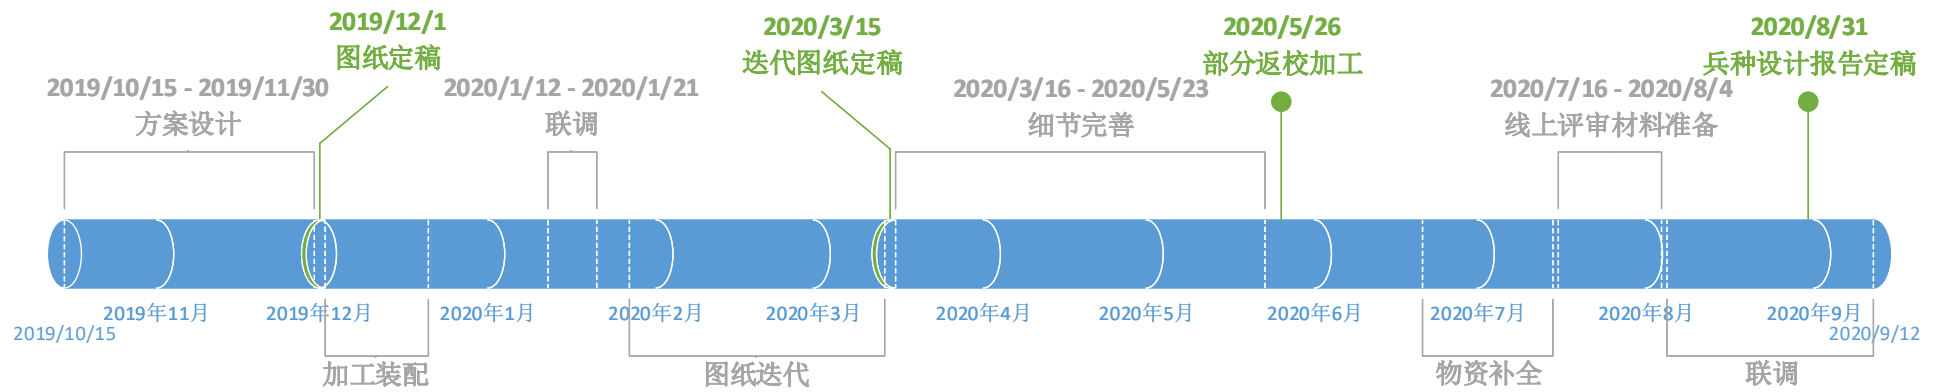 2019/12/1
图纸定稿
2020/3/15
迭代图纸定稿
2020/5/26
部分返校加工
2020/8/31
兵种设计报告定稿
2019/10/15 - 2019/11/30
方案设计
2020/1/12 - 2020/1/21
联调
2020/3/16 - 2020/5/23
细节完善
2020/7/16 - 2020/8/4
线上评审材料准备
2019年11月
2019年12月
2020年1月
2020年2月
2020年3月
2020年4月
2020年5月
2020年6月
2020年7月
2020年8月
2020年9月
2019/10/15
2020/9/12
加工装配
图纸迭代
物资补全
联调